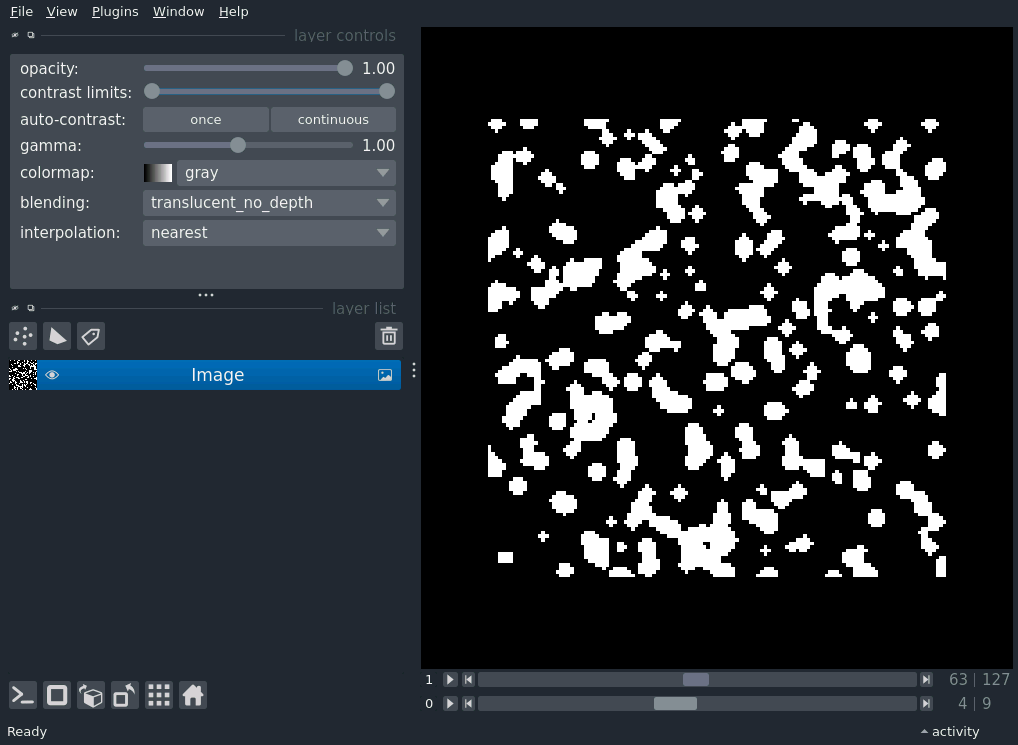 File View Plugins Window Help
layer controls
opacity: 1.00
contrast limits:
auto-contrast: once continuous
gamma: 1.00
colormap: gray
blending: translucent_no_depth
interpolation: nearest
layer list
Image
1 63 | 127
0 4 | 9
Ready activity